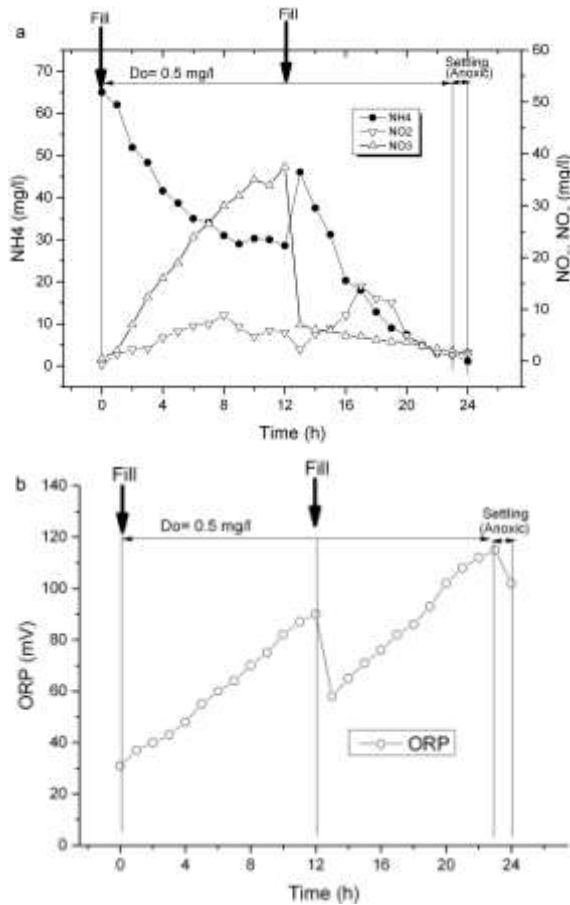 a
Fill
Fill
Do= 0.5 mg/l
Settling
(Anoxic)
NH4
NO2
NO3
NH4 (mg/l)
70
60
50
40
30
20
10
0
60
50
40
30
20
10
0
0 4 8 12 16 20 24
Time (h)
b
Fill
Fill
Do= 0.5 mg/l
Settling
(Anoxic)
ORP (mV)
140
120
100
80
60
40
20
0
ORP
0 4 8 12 16 20 24
Time (h)